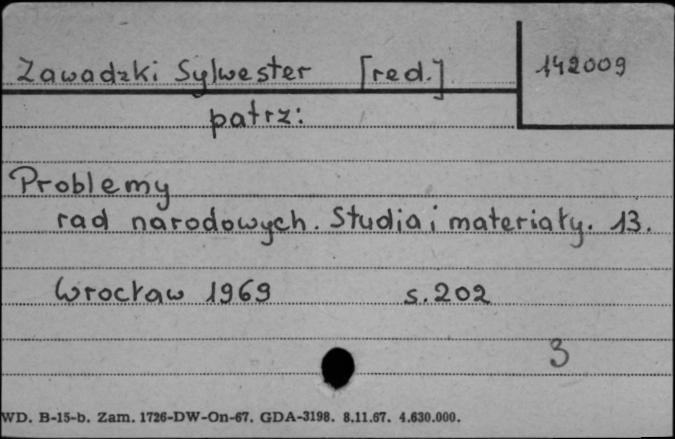 142009
Zawadzki Sylwester [red.]
patrz:
Problemy
rad narodowych. Studia i materiały. 13.
Wrocław 1969 s. 202
3
WD. B-15-b. Zam. 1726-DW-On-67. GDA-3198. 8.11.67. 4.630.000.